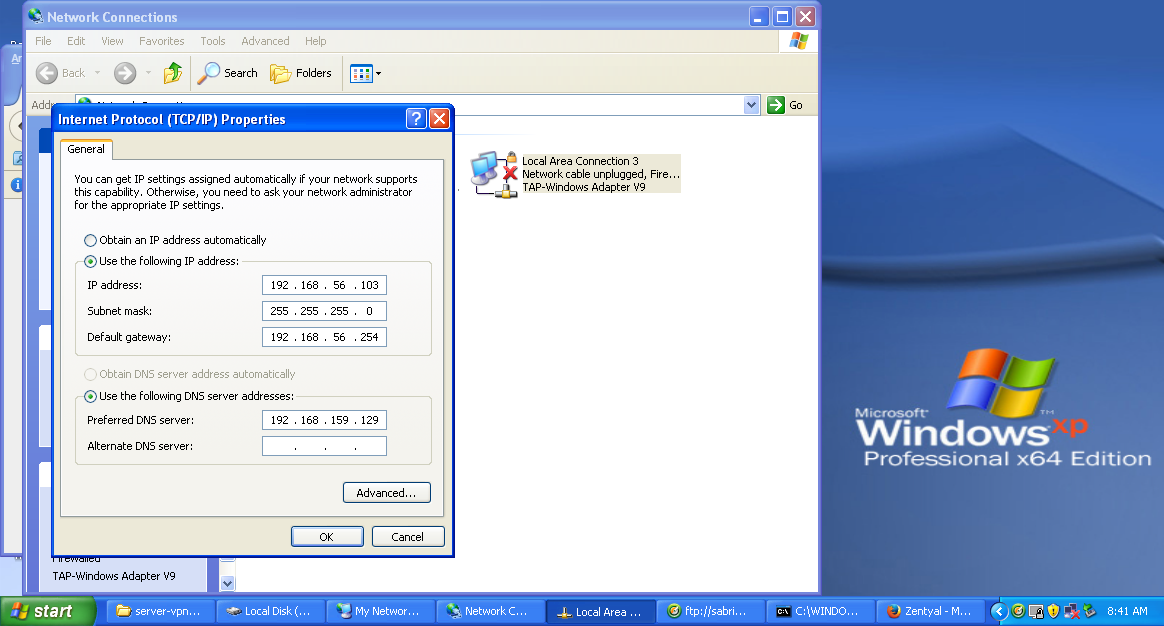 Network Connections
File Edit View Favorites Tools Advanced Help
Back Search Folders
Go
Internet Protocol (TCP/IP) Properties
General
You can get IP settings assigned automatically if your network supports
this capability. Otherwise, you need to ask your network administrator
for the appropriate IP settings.
Obtain an IP address automatically
Use the following IP address:
IP address: 192 . 168 . 56 . 103
Subnet mask: 255 . 255 . 255 . 0
Default gateway: 192 . 168 . 56 . 254
Obtain DNS server address automatically
Use the following DNS server addresses:
Preferred DNS server: 192 . 168 . 159 . 129
Alternate DNS server: . . .
Advanced...
OK Cancel
Local Area Connection 3
Network cable unplugged, Fire...
TAP-Windows Adapter V9
Firewalled
TAP-Windows Adapter V9
Microsoft
Windows xp
Professional x64 Edition
start server-vpn... Local Disk (... My Networ... Network C... Local Area ... ftp://sabri... C:\WINDO... Zentyal - M... 8:41 AM